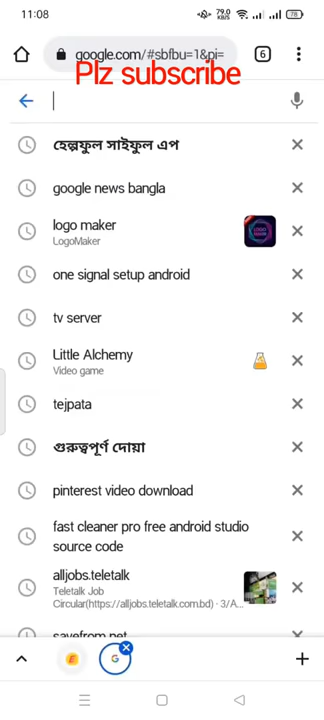 11:08
79.0
KB/S
78
google.com/#sbfbu=1&pi=
6
Plz subscribe
হেল্পফুল সাইফুল এপ
google news bangla
logo maker
LogoMaker
one signal setup android
tv server
Little Alchemy
Video game
tejpata
গুরুত্বপূর্ণ দোয়া
pinterest video download
fast cleaner pro free android studio
source code
alljobs.teletalk
Teletalk Job
Circular(https://alljobs.teletalk.com.bd) · 3/A...
savefrom.net